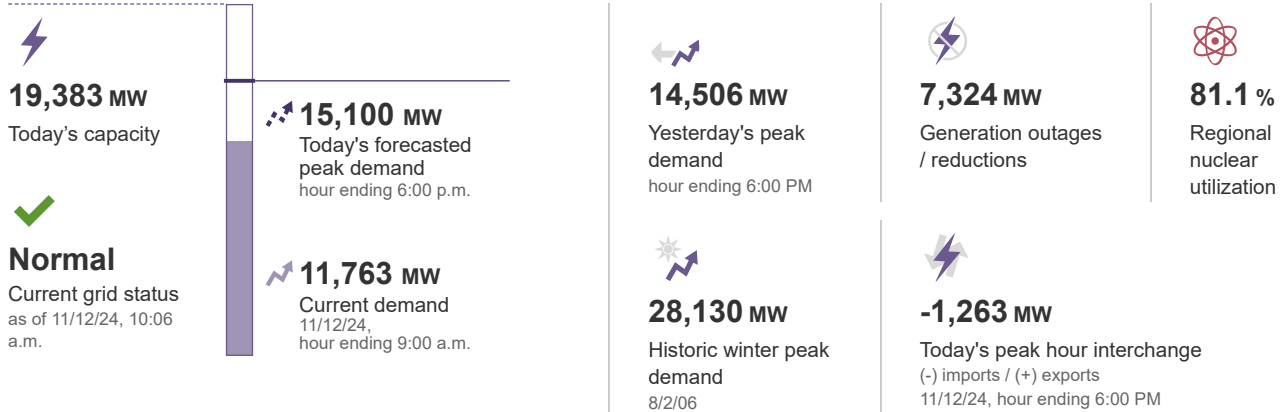 19,383 MW
Today's capacity
Normal
Current grid status
as of 11/12/24, 10:06
a.m.
15,100 MW
Today's forecasted
peak demand
hour ending 6:00 p.m.
11,763 MW
Current demand
11/12/24,
hour ending 9:00 a.m.
14,506 MW
Yesterday's peak
demand
hour ending 6:00 PM
7,324 MW
Generation outages
/ reductions
81.1 %
Regional
nuclear
utilization
28,130 MW
Historic winter peak
demand
8/2/06
-1,263 MW
Today's peak hour interchange
(-) imports / (+) exports
11/12/24, hour ending 6:00 PM